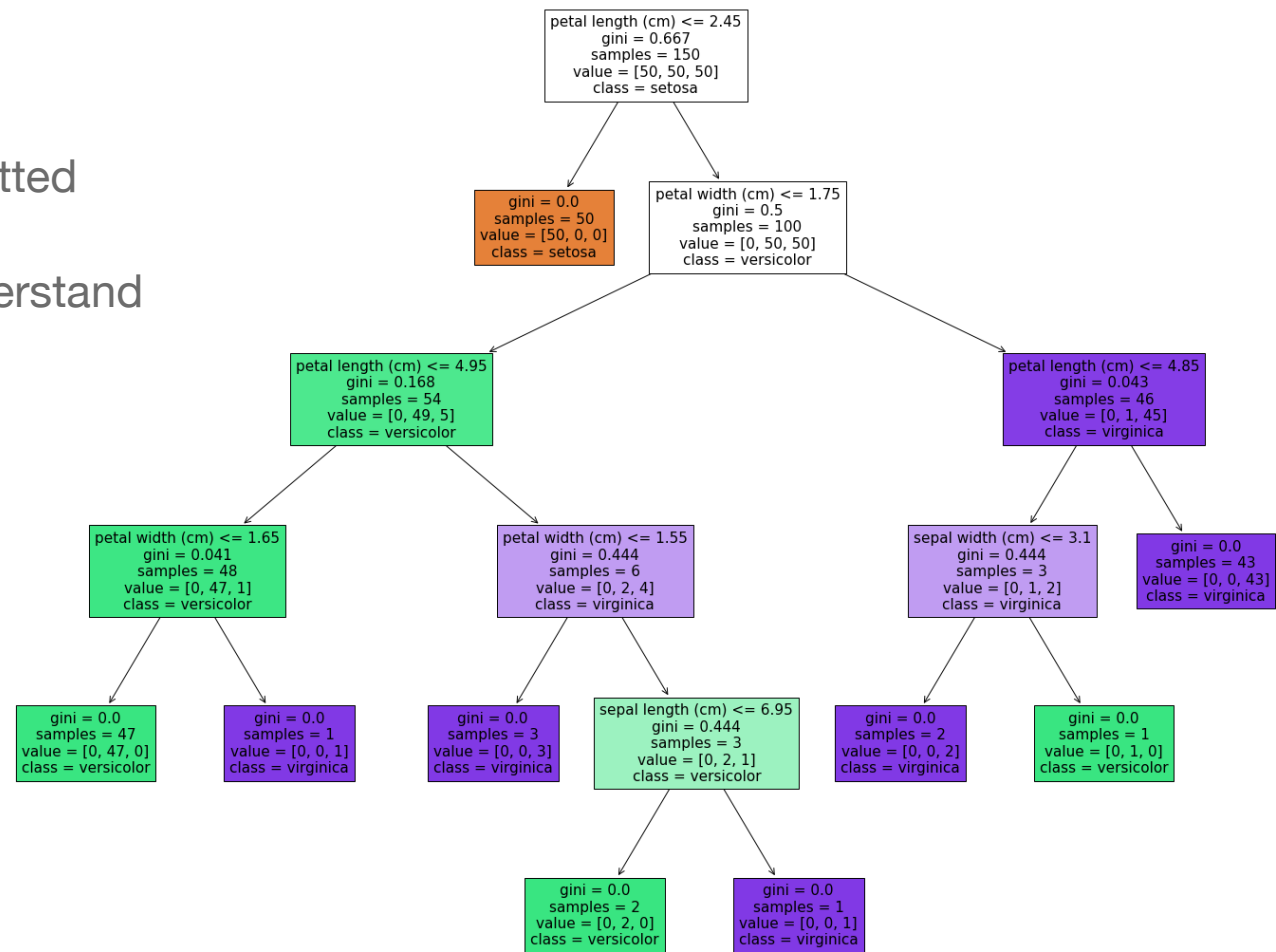 petal length (cm) <= 2.45
gini = 0.667
samples = 150
value = [50, 50, 50]
class = setosa
tted
erstand
gini = 0.0
samples = 50
value = [50, 0, 0]
class = setosa
petal width (cm) <= 1.75
gini = 0.5
samples = 100
value = [0, 50, 50]
class = versicolor
petal length (cm) <= 4.95
gini = 0.168
samples = 54
value = [0, 49, 5]
class = versicolor
petal length (cm) <= 4.85
gini = 0.043
samples = 46
value = [0, 1, 45]
class = virginica
petal width (cm) <= 1.65
gini = 0.041
samples = 48
value = [0, 47, 1]
class = versicolor
petal width (cm) <= 1.55
gini = 0.444
samples = 6
value = [0, 2, 4]
class = virginica
sepal width (cm) <= 3.1
gini = 0.444
samples = 3
value = [0, 1, 2]
class = virginica
gini = 0.0
samples = 43
value = [0, 0, 43]
class = virginica
gini = 0.0
samples = 47
value = [0, 47, 0]
class = versicolor
gini = 0.0
samples = 1
value = [0, 0, 1]
class = virginica
gini = 0.0
samples = 3
value = [0, 0, 3]
class = virginica
sepal length (cm) <= 6.95
gini = 0.444
samples = 3
value = [0, 2, 1]
class = versicolor
gini = 0.0
samples = 2
value = [0, 0, 2]
class = virginica
gini = 0.0
samples = 1
value = [0, 1, 0]
class = versicolor
gini = 0.0
samples = 2
value = [0, 2, 0]
class = versicolor
gini = 0.0
samples = 1
value = [0, 0, 1]
class = virginica